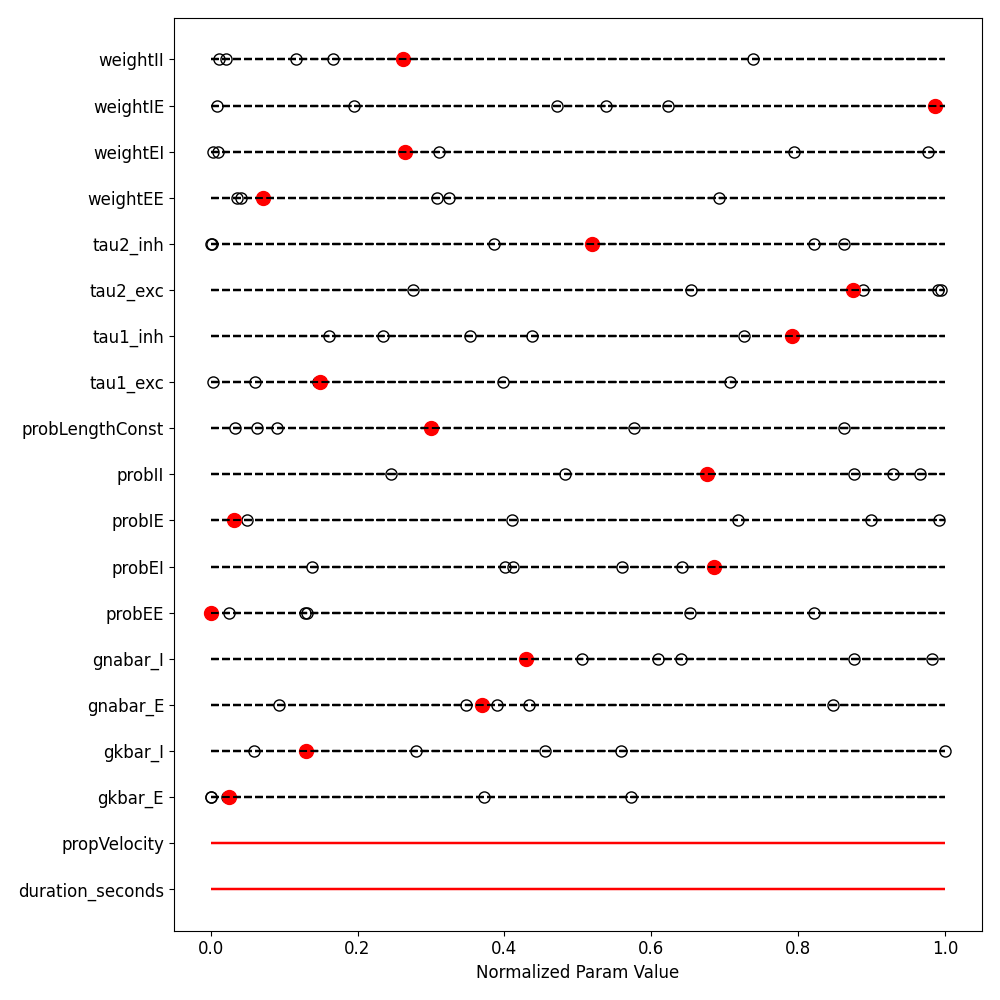 weightII
weightIE
weightEI
weightEE
tau2_inh
tau2_exc
tau1_inh
tau1_exc
probLengthConst
probII
probIE
probEI
probEE
gnabar_I
gnabar_E
gkbar_I
gkbar_E
propVelocity
duration_seconds
0.0 0.2 0.4 0.6 0.8 1.0
Normalized Param Value